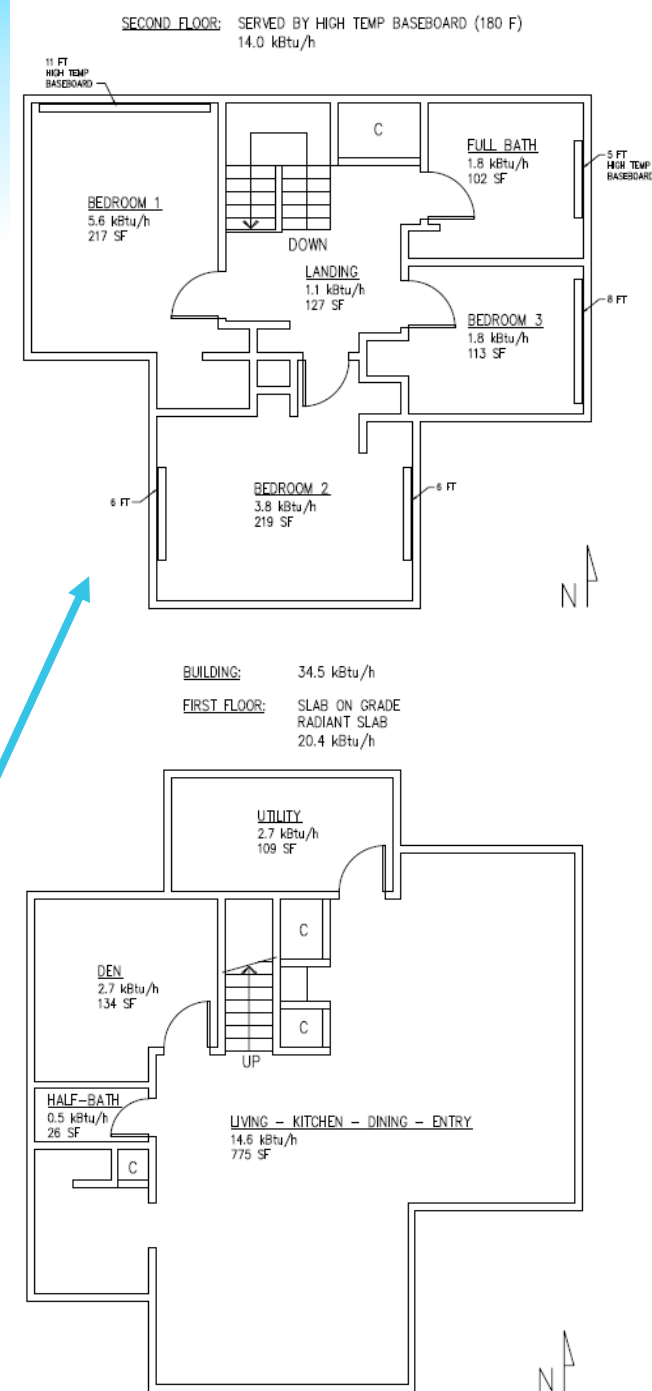 SECOND FLOOR: SERVED BY HIGH TEMP BASEBOARD (180 F)
14.0 kBtu/h
11 FT
HIGH TEMP
BASEBOARD
C
FULL BATH
1.8 kBtu/h
102 SF
5 FT
HIGH TEMP
BASEBOARD
BEDROOM 1
5.6 kBtu/h
217 SF
DOWN
LANDING
1.1 kBtu/h
127 SF
8 FT
BEDROOM 3
1.8 kBtu/h
113 SF
6 FT
BEDROOM 2
3.8 kBtu/h
219 SF
6 FT
N
BUILDING: 34.5 kBtu/h
FIRST FLOOR: SLAB ON GRADE
RADIANT SLAB
20.4 kBtu/h
UTILITY
2.7 kBtu/h
109 SF
C
DEN
2.7 kBtu/h
134 SF
C
UP
HALF-BATH
0.5 kBtu/h
26 SF
LIVING - KITCHEN - DINING - ENTRY
14.6 kBtu/h
775 SF
C
N